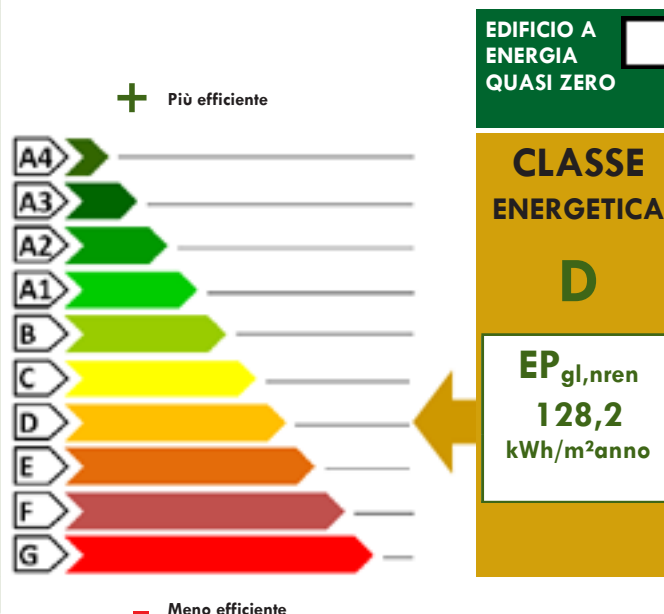 EDIFICIO A
ENERGIA
QUASI ZERO
+ Più efficiente
A4
A3
A2
A1
B
C
D
E
F
G
- Meno efficiente
CLASSE
ENERGETICA
D
EPgl,nren
128,2
kWh/m²anno